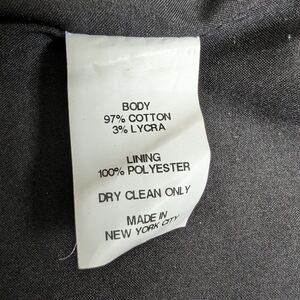 BODY
97% COTTON
3% LYCRA
LINING
100% POLYESTER
DRY CLEAN ONLY
MADE IN
NEW YORK CITY